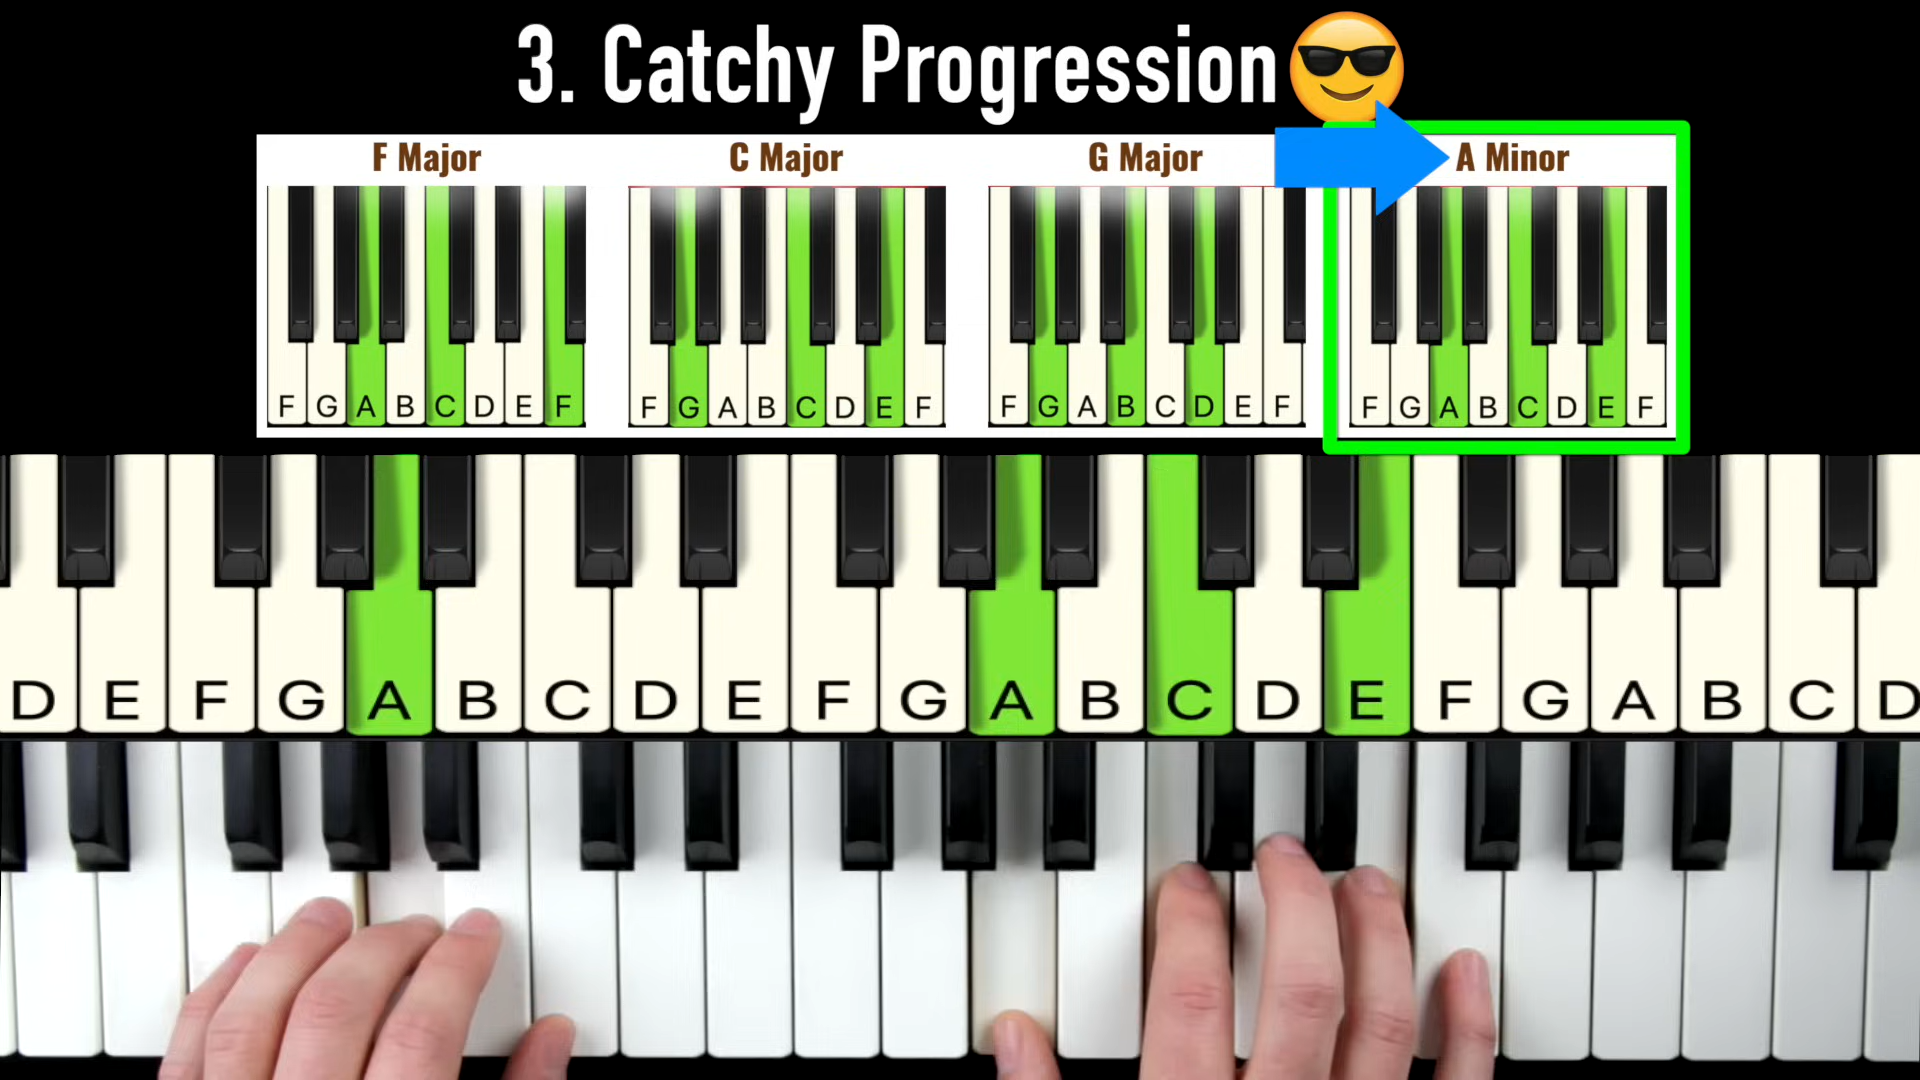 3. Catchy Progression
F Major
C Major
G Major
A Minor
F G A B C D E F
F G A B C D E F
F G A B C D E F
F G A B C D E F
D E F G A B C D E F G A B C D E F G A B C D